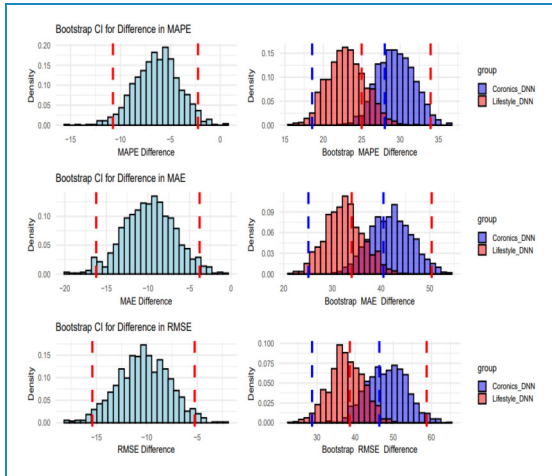 Bootstrap CI for Difference in MAPE
Density
0.20
0.15
0.10
0.05
0.00
−15
−10
−5
0
MAPE Difference
Density
0.15
0.10
0.05
0.00
15
20
25
30
35
Bootstrap MAPE Difference
group
Coronics_DNN
Lifestyle_DNN
Bootstrap CI for Difference in MAE
Density
0.10
0.05
0.00
−20
−15
−10
−5
0
MAE Difference
Density
0.09
0.06
0.03
0.00
20
30
40
50
Bootstrap MAE Difference
group
Coronics_DNN
Lifestyle_DNN
Bootstrap CI for Difference in RMSE
Density
0.15
0.10
0.05
0.00
−15
−10
−5
RMSE Difference
Density
0.100
0.075
0.050
0.025
0.000
30
40
50
60
Bootstrap RMSE Difference
group
Coronics_DNN
Lifestyle_DNN